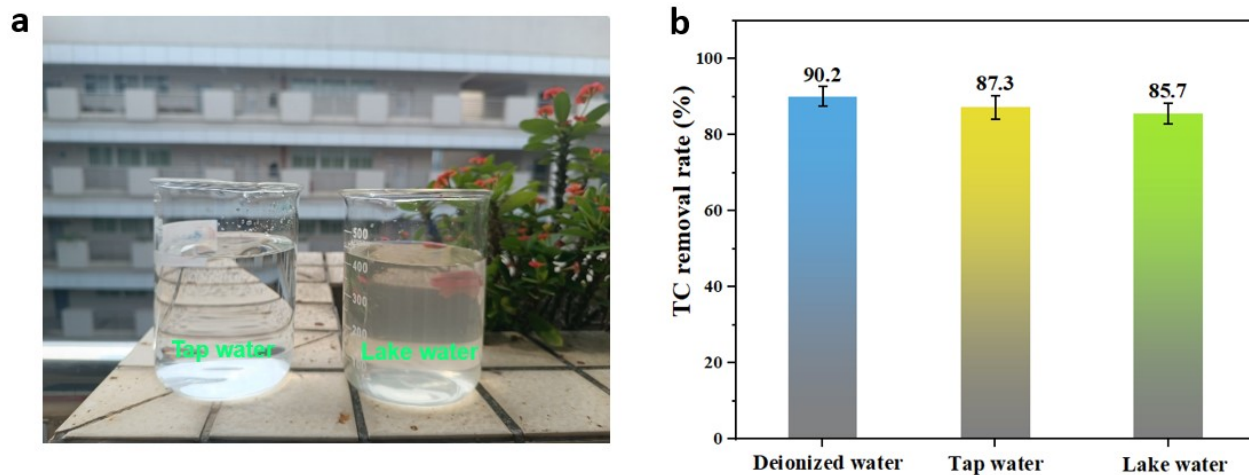 a
500
400
300
200
Tap water
Lake water
b
TC removal rate (%)
100
80
60
40
20
0
90.2
87.3
85.7
Deionized water
Tap water
Lake water